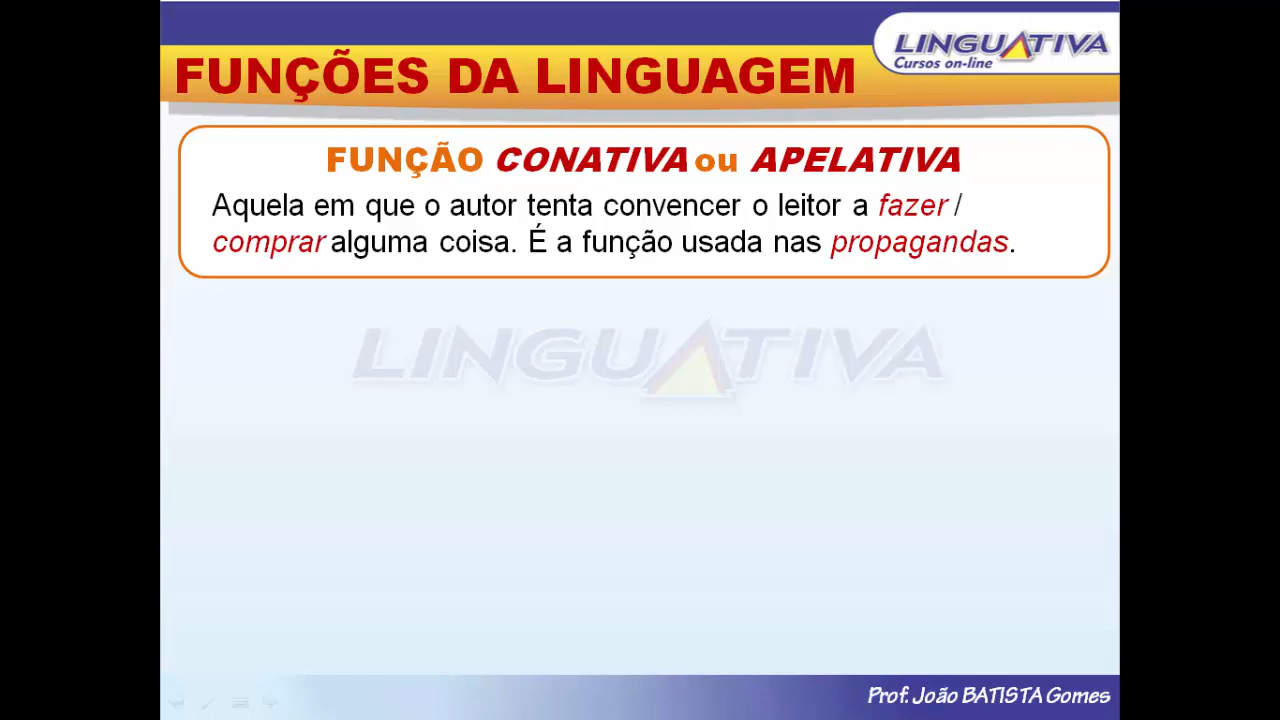 LINGUATIVA
Cursos on-line
FUNÇÕES DA LINGUAGEM
FUNÇÃO CONATIVA ou APELATIVA
Aquela em que o autor tenta convencer o leitor a fazer /
comprar alguma coisa. É a função usada nas propagandas.
LINGUATIVA
Prof. João BATISTA Gomes